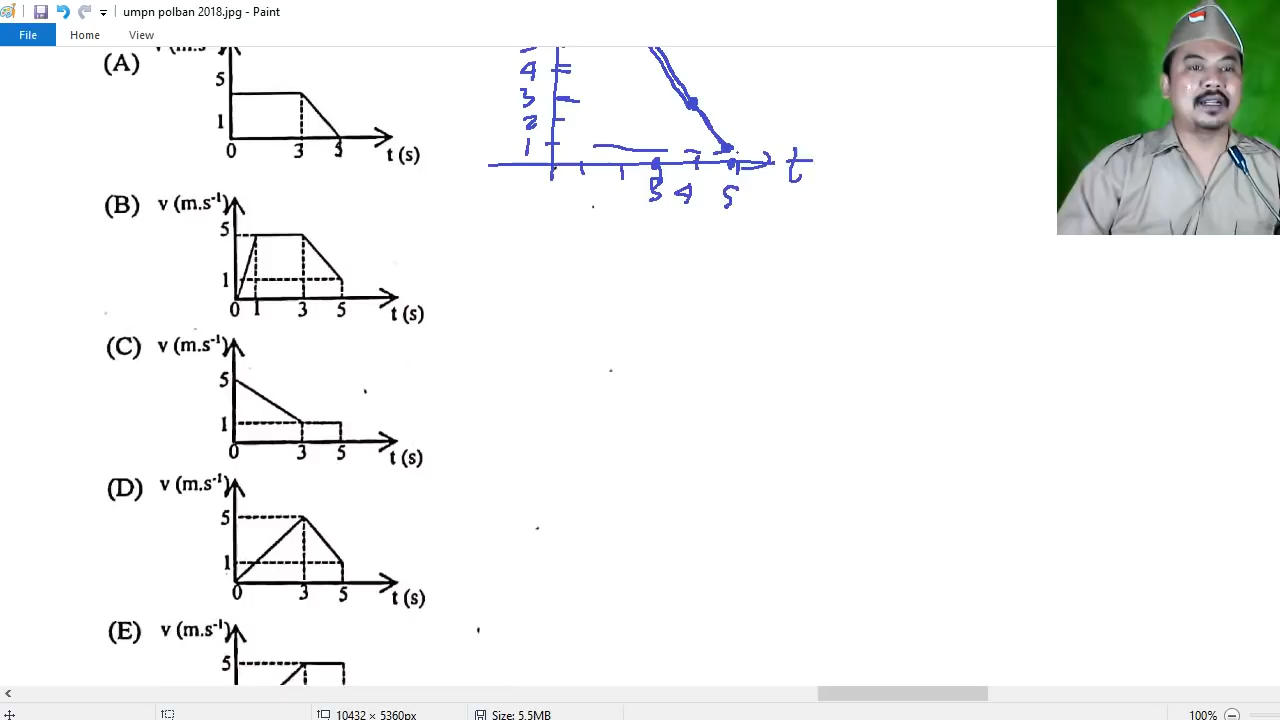 umpn polban 2018.jpg - Paint
File Home View
(A) v (m.s
5
1
0 3 5 t (s)
4
3
2
1
3 4 5 t
(B) v (m.s-1)
5
1
0 1 3 5 t (s)
(C) v (m.s-1)
5
1
0 3 5 t (s)
(D) v (m.s-1)
5
1
0 3 5 t (s)
(E) v (m.s-1)
5
10432 × 5360px Size: 5.5MB 100%